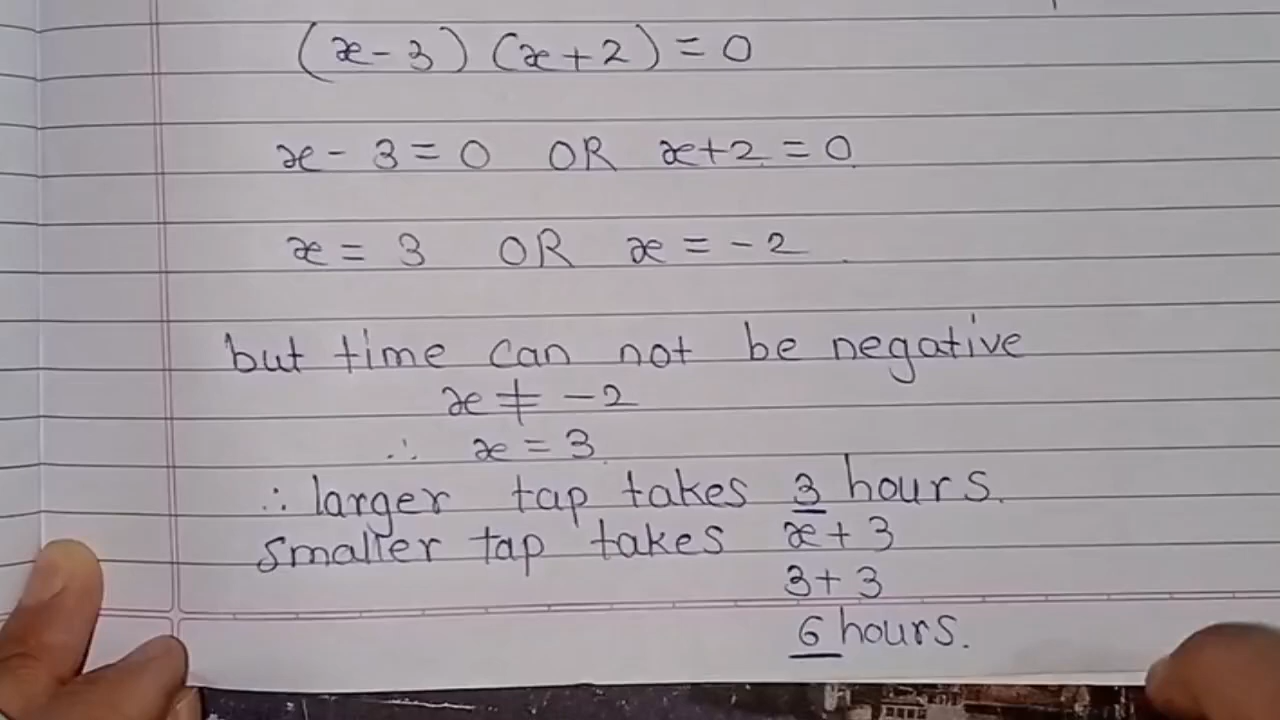 (x - 3) (x + 2) = 0
x - 3 = 0 OR x + 2 = 0
x = 3 OR x = -2
but time can not be negative
x ≠ -2
∴ x = 3
∴ larger tap takes 3 hours.
smaller tap takes x + 3
3 + 3
6 hours.